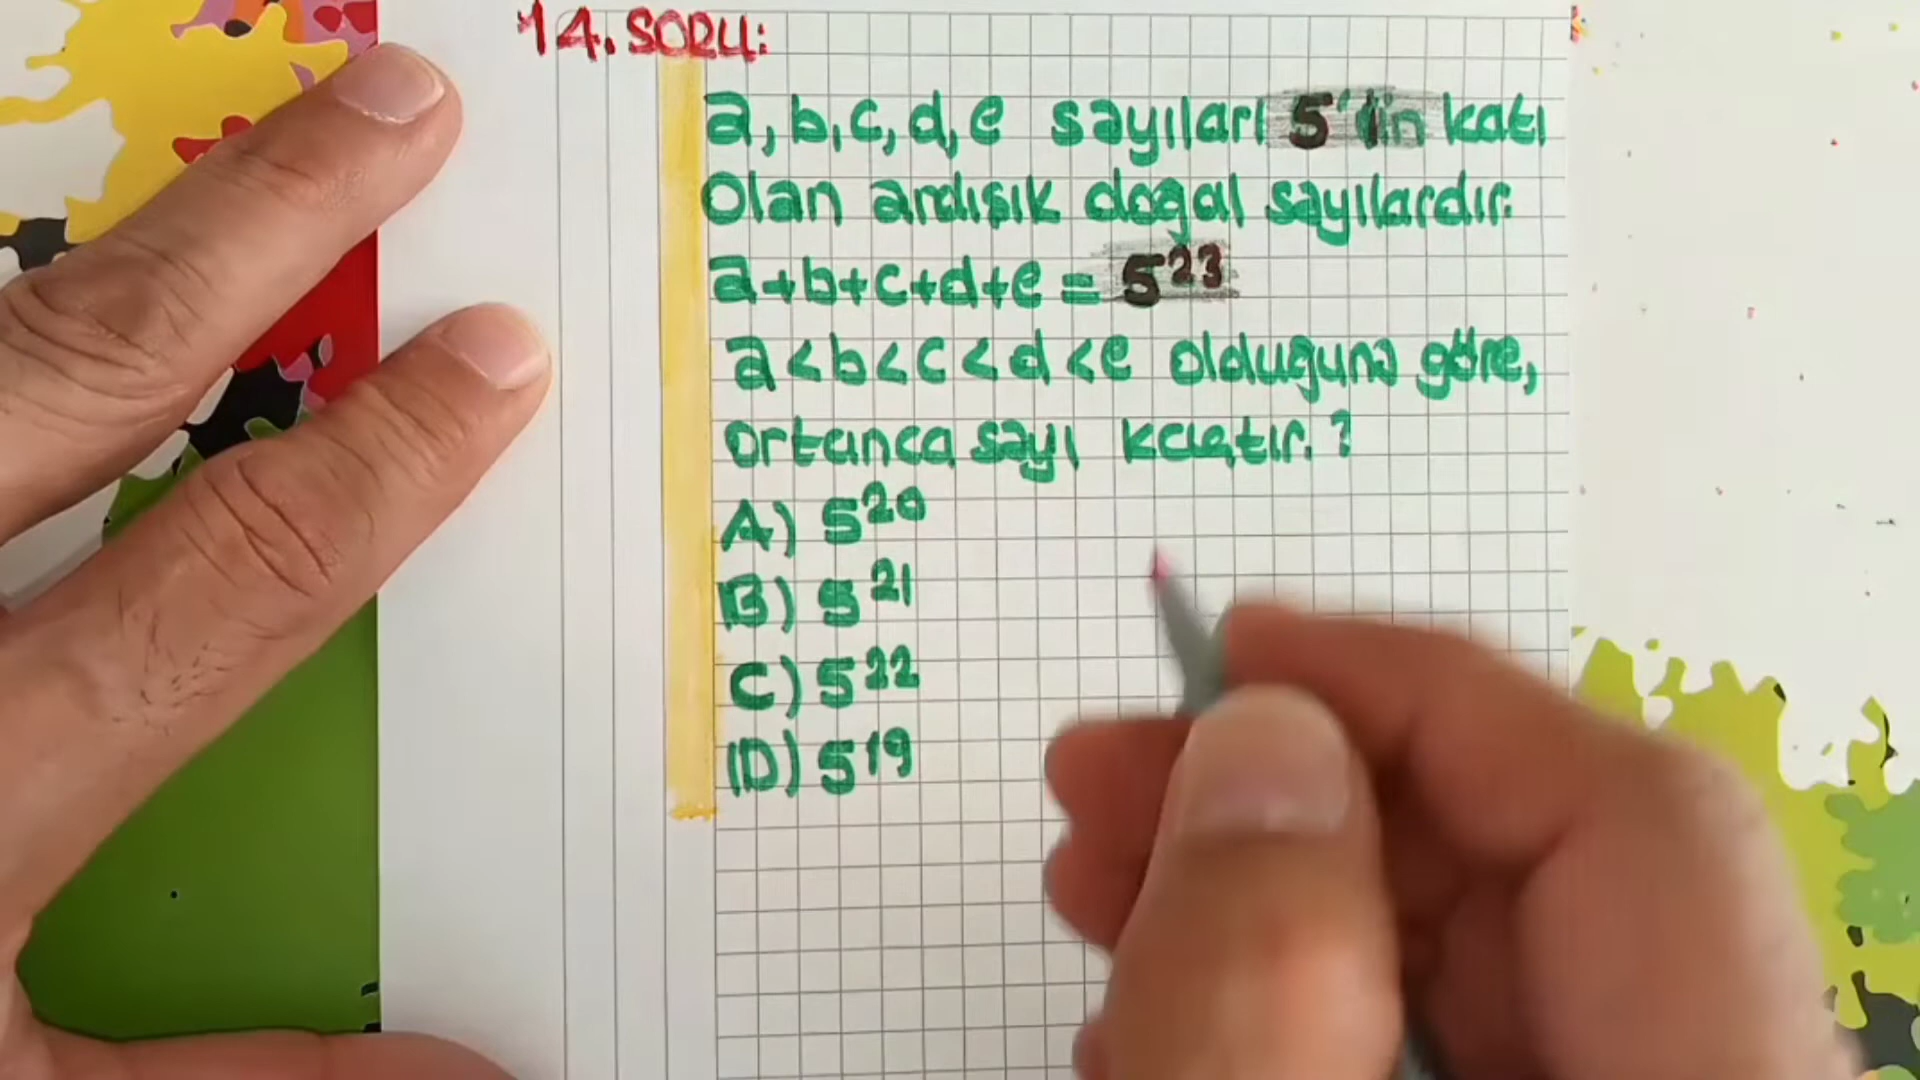 14. SORU:
a, b, c, d, e sayıları 5'in katı
olan ardışık doğal sayılardır.
a+b+c+d+e = 5²³
a<b<c<d<e olduğuna göre,
ortanca sayı kaçtır.?
A) 5²⁰
B) 5²¹
C) 5²²
D) 5¹⁹